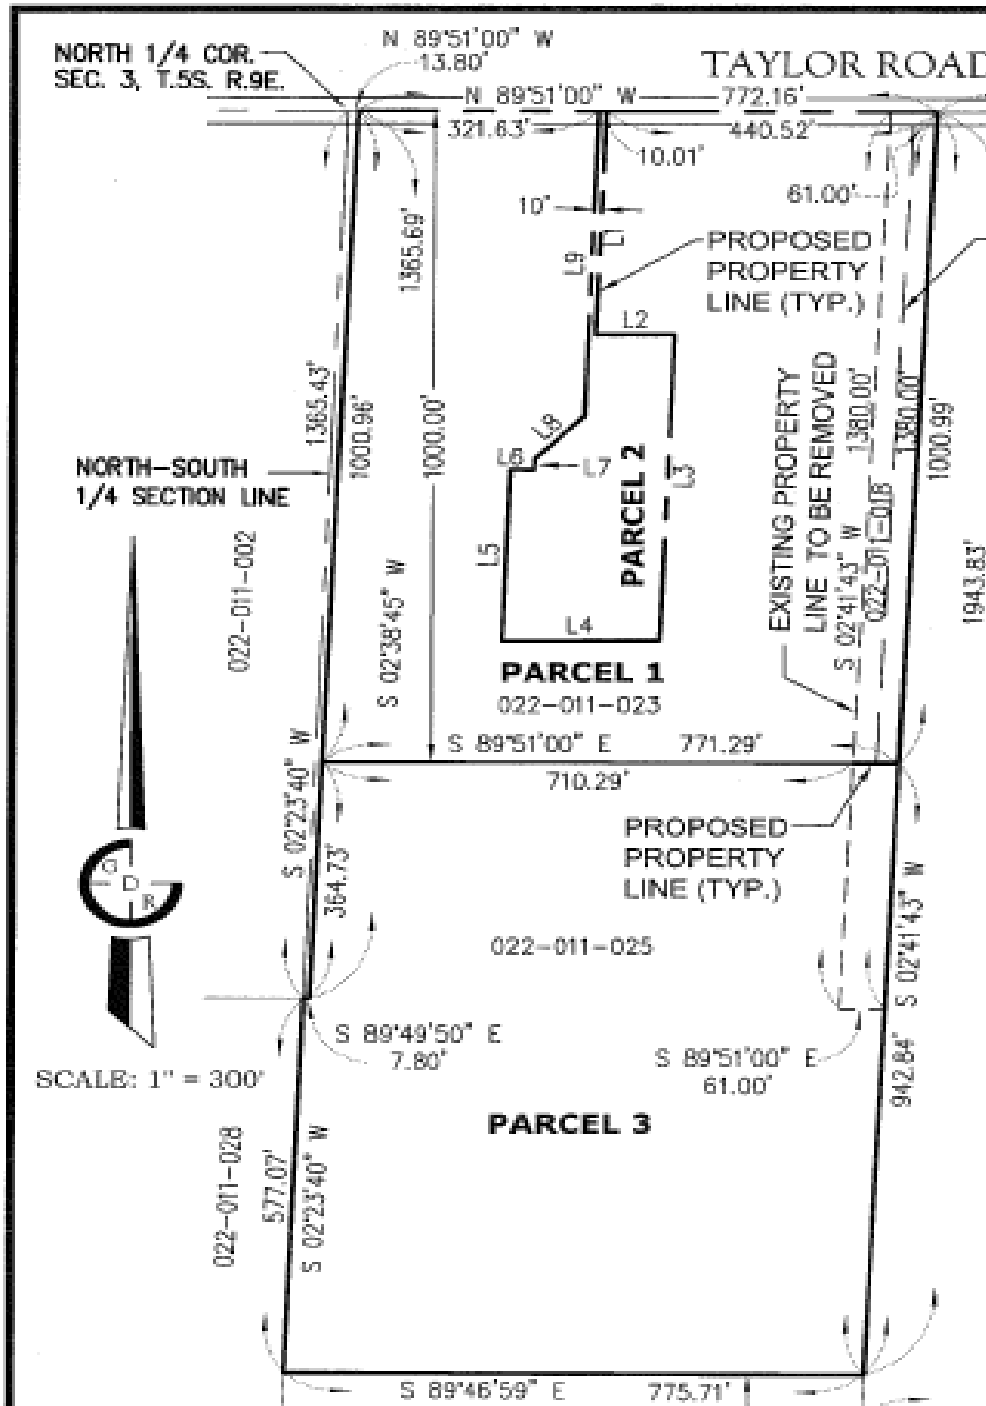 N 89°51'00" W
13.80'
NORTH 1/4 COR.
SEC. 3, T.5S. R.9E.
TAYLOR ROAD
N 89°51'00" W 772.16'
321.63' 440.52'
10.01'
61.00'
10'
1365.69'
L9
PROPOSED
PROPERTY
LINE (TYP.)
L2
1365.43'
1000.96'
1000.00'
L8
L6
L7
L3
PARCEL 2
L5
L4
EXISTING PROPERTY
LINE TO BE REMOVED
S 02°41'43" W
1380.00'
022-011-018
1380.00'
1000.99'
1943.83'
NORTH-SOUTH
1/4 SECTION LINE
022-011-002
S 02°38'45" W
PARCEL 1
022-011-023
S 89°51'00" E 771.29'
710.29'
S 02°23'40" W
364.73'
PROPOSED
PROPERTY
LINE (TYP.)
G
D
R
022-011-025
S 02°41'43" W
942.84'
S 89°49'50" E
7.80'
S 89°51'00" E
61.00'
SCALE: 1" = 300'
PARCEL 3
022-011-028
577.07'
S 02°23'40" W
S 89°46'59" E 775.71'